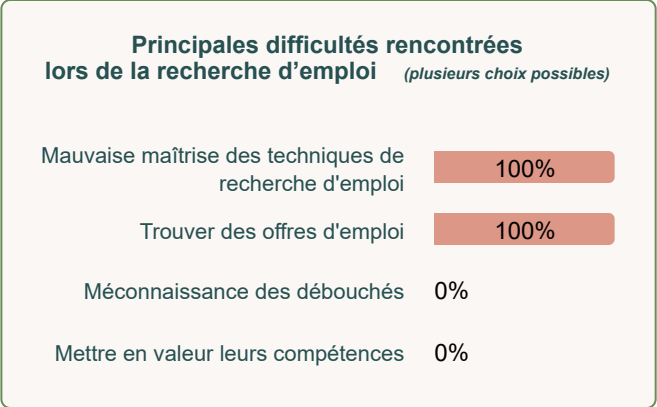 Principales difficultés rencontrées
lors de la recherche d’emploi (plusieurs choix possibles)
Mauvaise maîtrise des techniques de
recherche d'emploi
100%
Trouver des offres d'emploi 100%
Méconnaissance des débouchés 0%
Mettre en valeur leurs compétences 0%